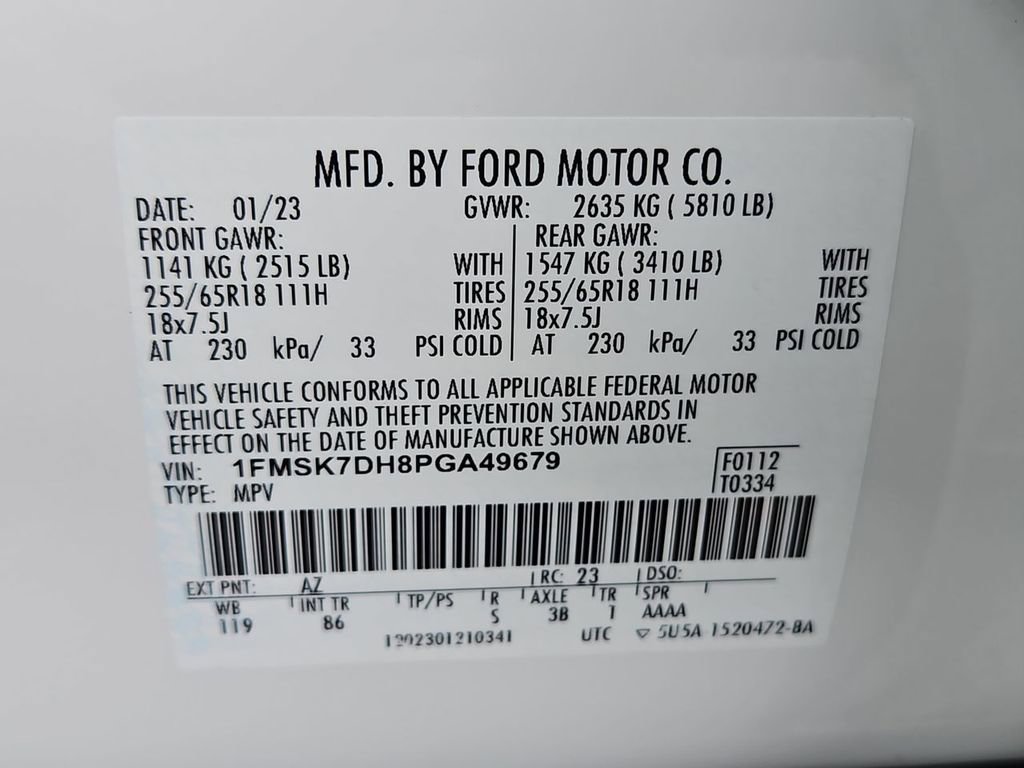 MFD. BY FORD MOTOR CO.
DATE: 01/23 GVWR: 2635 KG ( 5810 LB)
FRONT GAWR: REAR GAWR:
1141 KG ( 2515 LB) WITH 1547 KG ( 3410 LB) WITH
255/65R18 111H TIRES 255/65R18 111H TIRES
18x7.5J RIMS 18x7.5J RIMS
AT 230 kPa/ 33 PSI COLD AT 230 kPa/ 33 PSI COLD
THIS VEHICLE CONFORMS TO ALL APPLICABLE FEDERAL MOTOR
VEHICLE SAFETY AND THEFT PREVENTION STANDARDS IN
EFFECT ON THE DATE OF MANUFACTURE SHOWN ABOVE.
VIN: 1FMSK7DH8PGA49679 F0112
TYPE: MPV T0334
EXT PNT: AZ RC: 23 DSO:
WB INT TR TP/PS R AXLE TR SPR
119 86 S 3B 1 AAAA
1202301210341 UTC ▽ 5U5A 1520472-BA